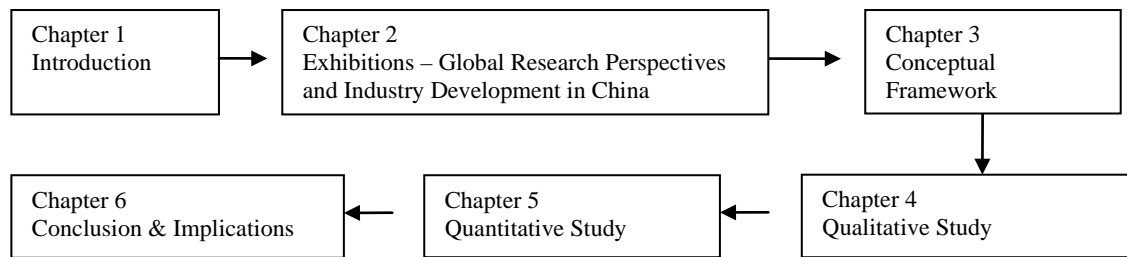 Chapter 1
Introduction
Chapter 2
Exhibitions – Global Research Perspectives
and Industry Development in China
Chapter 3
Conceptual
Framework
Chapter 4
Qualitative Study
Chapter 5
Quantitative Study
Chapter 6
Conclusion & Implications